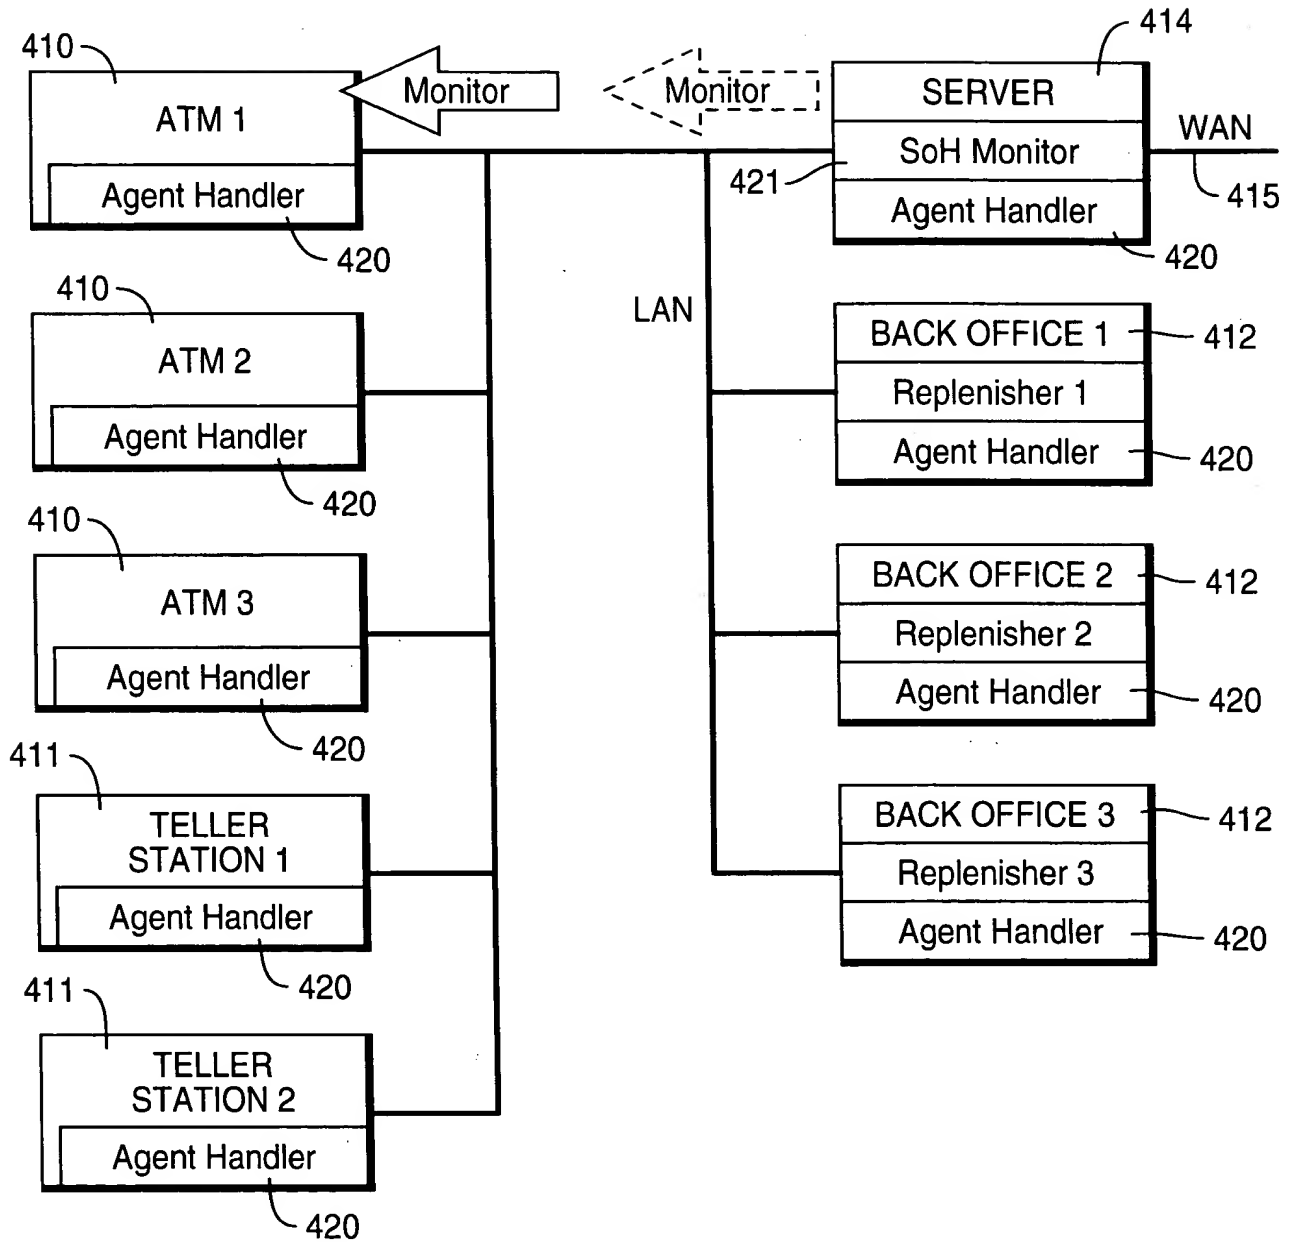 410
ATM 1
Agent Handler
420
Monitor
Monitor
414
SERVER
SoH Monitor
421
Agent Handler
420
WAN
415
LAN
410
ATM 2
Agent Handler
420
BACK OFFICE 1
412
Replenisher 1
Agent Handler
420
410
ATM 3
Agent Handler
420
BACK OFFICE 2
412
Replenisher 2
Agent Handler
420
411
TELLER
STATION 1
Agent Handler
420
BACK OFFICE 3
412
Replenisher 3
Agent Handler
420
411
TELLER
STATION 2
Agent Handler
420